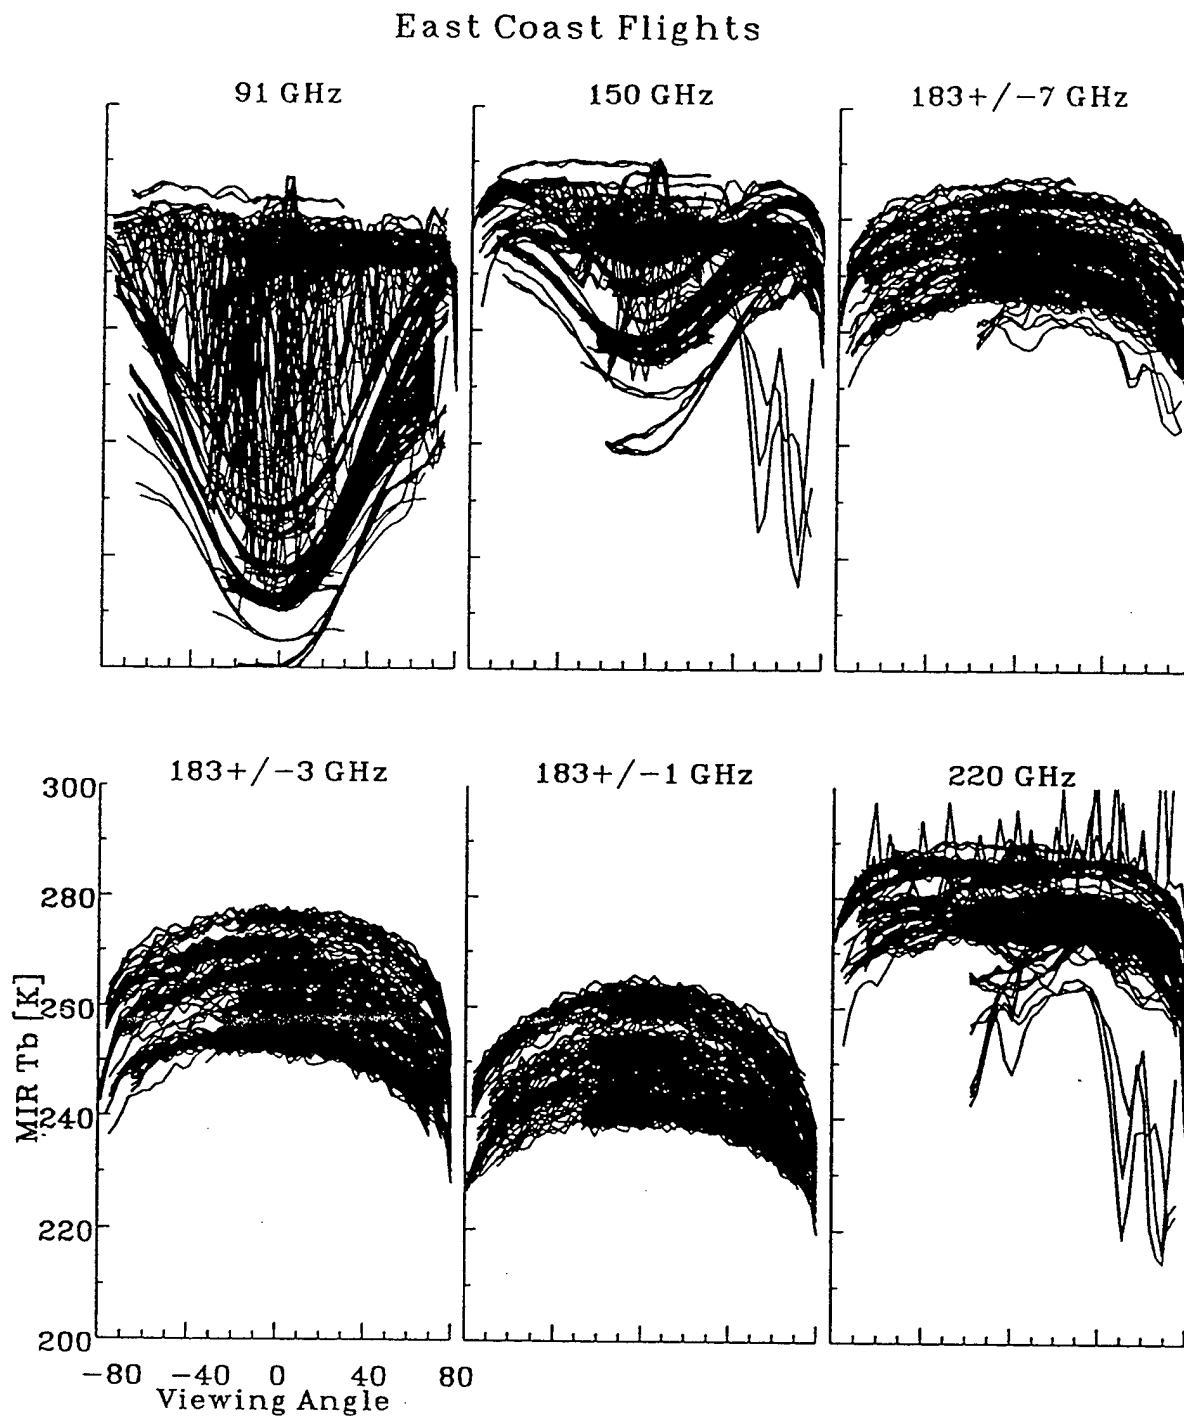 East Coast Flights
91 GHz
150 GHz
183+/-7 GHz
183+/-3 GHz
183+/-1 GHz
220 GHz
300
280
260
240
220
200
MIR Tb [K]
-80 -40 0 40 80
Viewing Angle